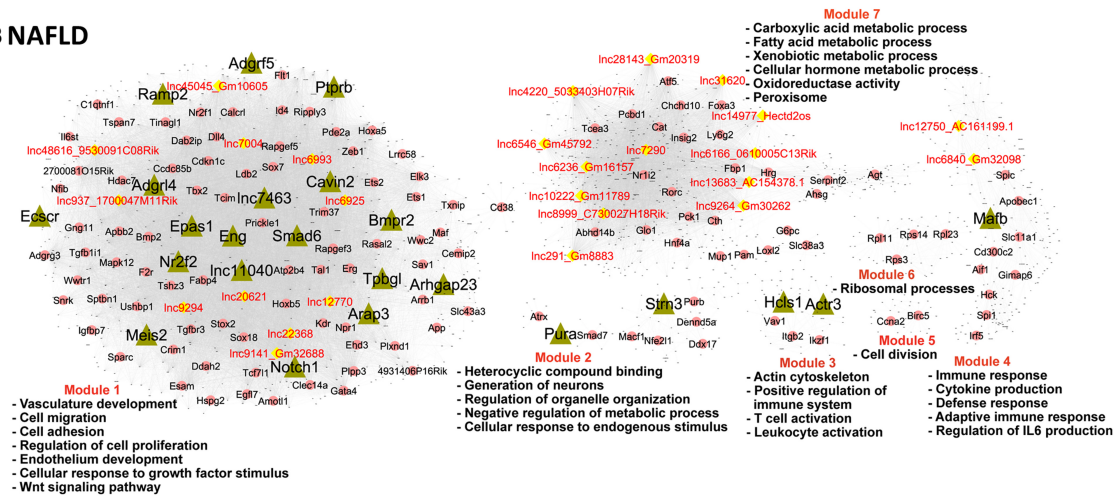 B NAFLD
Adgrf5
Flt1
lnc45045_Gm10605
Ramp2
Ptprb
C1qtnf1
Nr2f1
Calcrl
Id4
Ripply3
Tspan7
Tinagl1
Pde2a
Hoxa5
Il6st
Dab2ip
Dll4
lnc7004
Rapgef5
Zeb1
Lrrc58
lnc48616_9530091C08Rik
Cdkn1c
lnc6993
2700081O15Rik
Ccdc85b
Ldb2
Sox7
Elk3
Nfib
Hdac7
Adgrl4
Tbx2
Cavin2
Ets2
Ets1
lnc937_1700047M11Rik
Tcim
lnc7463
lnc6925
Txnip
Ecscr
Trim37
Gng11
Apbb2
Epas1
Prickle1
Bmpr2
Maf
Bmp2
Eng
Smad6
Rapgef3
Rasal2
Wwc2
Adgrg3
Tgfb1i1
Cemip2
Mapk12
Nr2f2
Sav1
F2r
Fabp4
lnc11040
Atp2b4
Tal1
Erg
Tpbgl
Wwtr1
Tshz3
Arhgap23
Snrk
Sptbn1
Ushbp1
lnc9294
lnc20621
Hoxb5
lnc12770
Arrb1
Arap3
Slc43a3
Igfbp7
Meis2
Tgfbr3
Stox2
Sox18
lnc22368
Kdr
Npr1
App
Sparc
Crim1
lnc9141_Gm32688
Ehd3
Plxnd1
Ddah2
Tcf7l1
Notch1
Plpp3
4931406P16Rik
Esam
Egfl7
Clec14a
Gata4
Hspg2
Amotl1
Module 1
- Vasculature development
- Cell migration
- Cell adhesion
- Regulation of cell proliferation
- Endothelium development
- Cellular response to growth factor stimulus
- Wnt signaling pathway
Module 7
- Carboxylic acid metabolic process
- Fatty acid metabolic process
- Xenobiotic metabolic process
- Cellular hormone metabolic process
- Oxidoreductase activity
- Peroxisome
lnc28143_Gm20319
Atf5
lnc31620
lnc4220_5033403H07Rik
Chchd10
Foxa3
Pcbd1
lnc14977_Hectd2os
Tcea3
Cat
Insig2
Ly6g2
lnc6546_Gm45792
lnc7290
lnc6166_0610005C13Rik
lnc6236_Gm16157
Nr1i2
Fbp1
Hrg
lnc13683_AC154378.1
Serpinf2
Agt
lnc10222_Gm11789
Rorc
Ahsg
Cd38
lnc8999_C730027H18Rik
Pck1
lnc9264_Gm30262
Cth
Abhd14b
Glo1
Hnf4a
G6pc
Slc38a3
lnc291_Gm8883
Mup1
Pam
Loxl2
lnc12750_AC161199.1
lnc6840_Gm32098
Splc
Apobec1
Mafb
Rpl11
Rps14
Rpl23
Slc11a1
Rps3
Cd300c2
Aif1
Gimap6
Module 6
- Ribosomal processes
Hck
Spi1
Irf5
Strn3
Purb
Atrx
Pura
Smad7
Macf1
Nfe2l1
Dennd5a
Ddx17
Hcls1
Actr3
Vav1
Itgb2
Ikzf1
Ccna2
Birc5
Module 5
- Cell division
Module 2
- Heterocyclic compound binding
- Generation of neurons
- Regulation of organelle organization
- Negative regulation of metabolic process
- Cellular response to endogenous stimulus
Module 3
- Actin cytoskeleton
- Positive regulation of
immune system
- T cell activation
- Leukocyte activation
Module 4
- Immune response
- Cytokine production
- Defense response
- Adaptive immune response
- Regulation of IL6 production